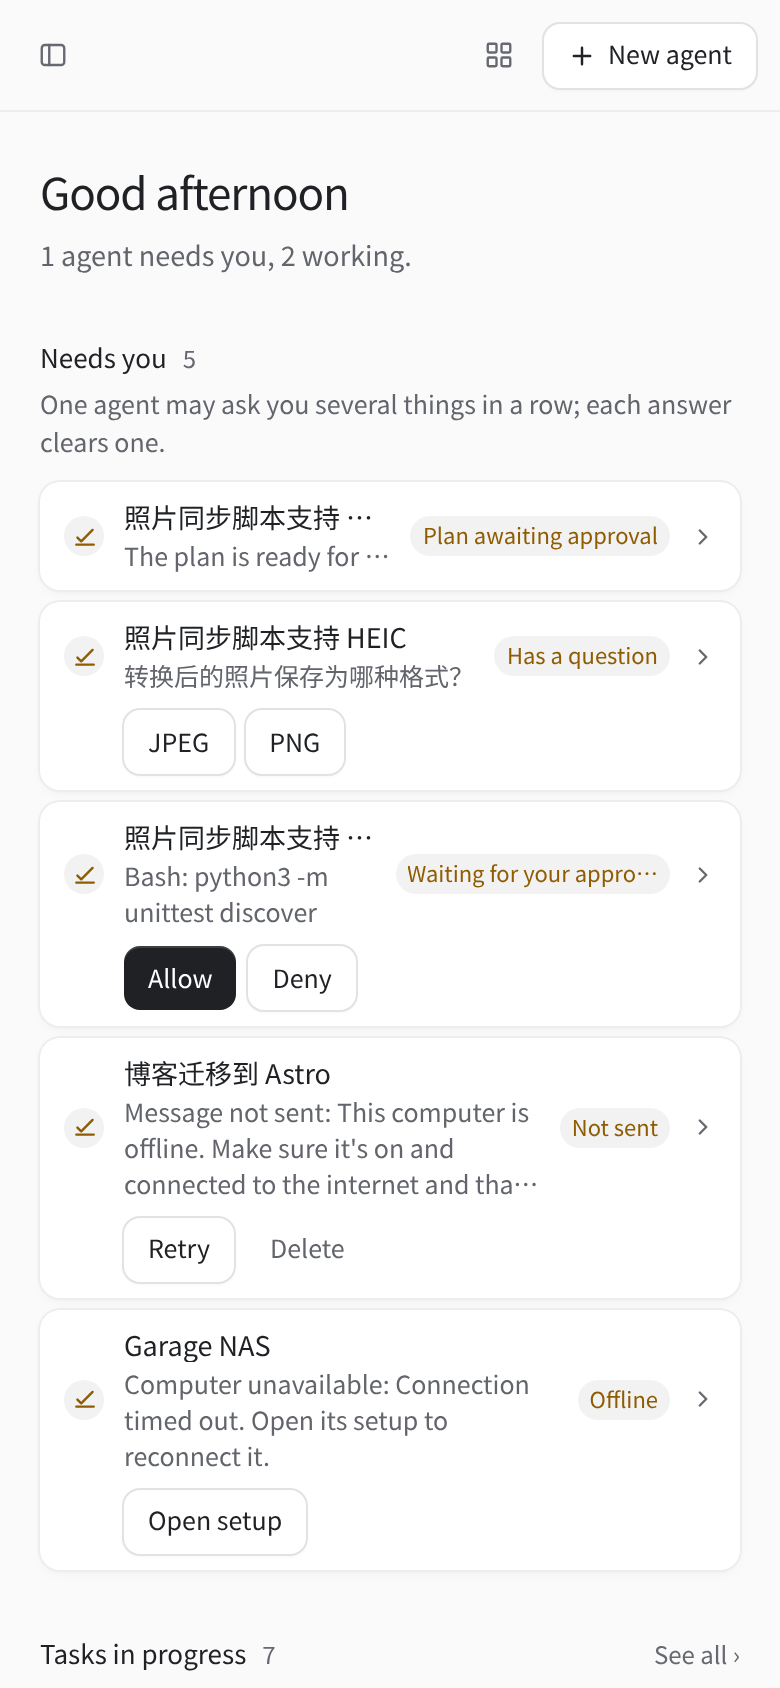 New agent
Good afternoon
1 agent needs you, 2 working.
Needs you 5
One agent may ask you several things in a row; each answer
clears one.
照片同步脚本支持 ⋯
The plan is ready for ⋯
Plan awaiting approval
照片同步脚本支持 HEIC
转换后的照片保存为哪种格式？
Has a question
JPEG
PNG
照片同步脚本支持 ⋯
Bash: python3 -m
unittest discover
Waiting for your appro⋯
Allow
Deny
博客迁移到 Astro
Message not sent: This computer is
offline. Make sure it's on and
connected to the internet and tha⋯
Not sent
Retry
Delete
Garage NAS
Computer unavailable: Connection
timed out. Open its setup to
reconnect it.
Offline
Open setup
Tasks in progress 7
See all ›